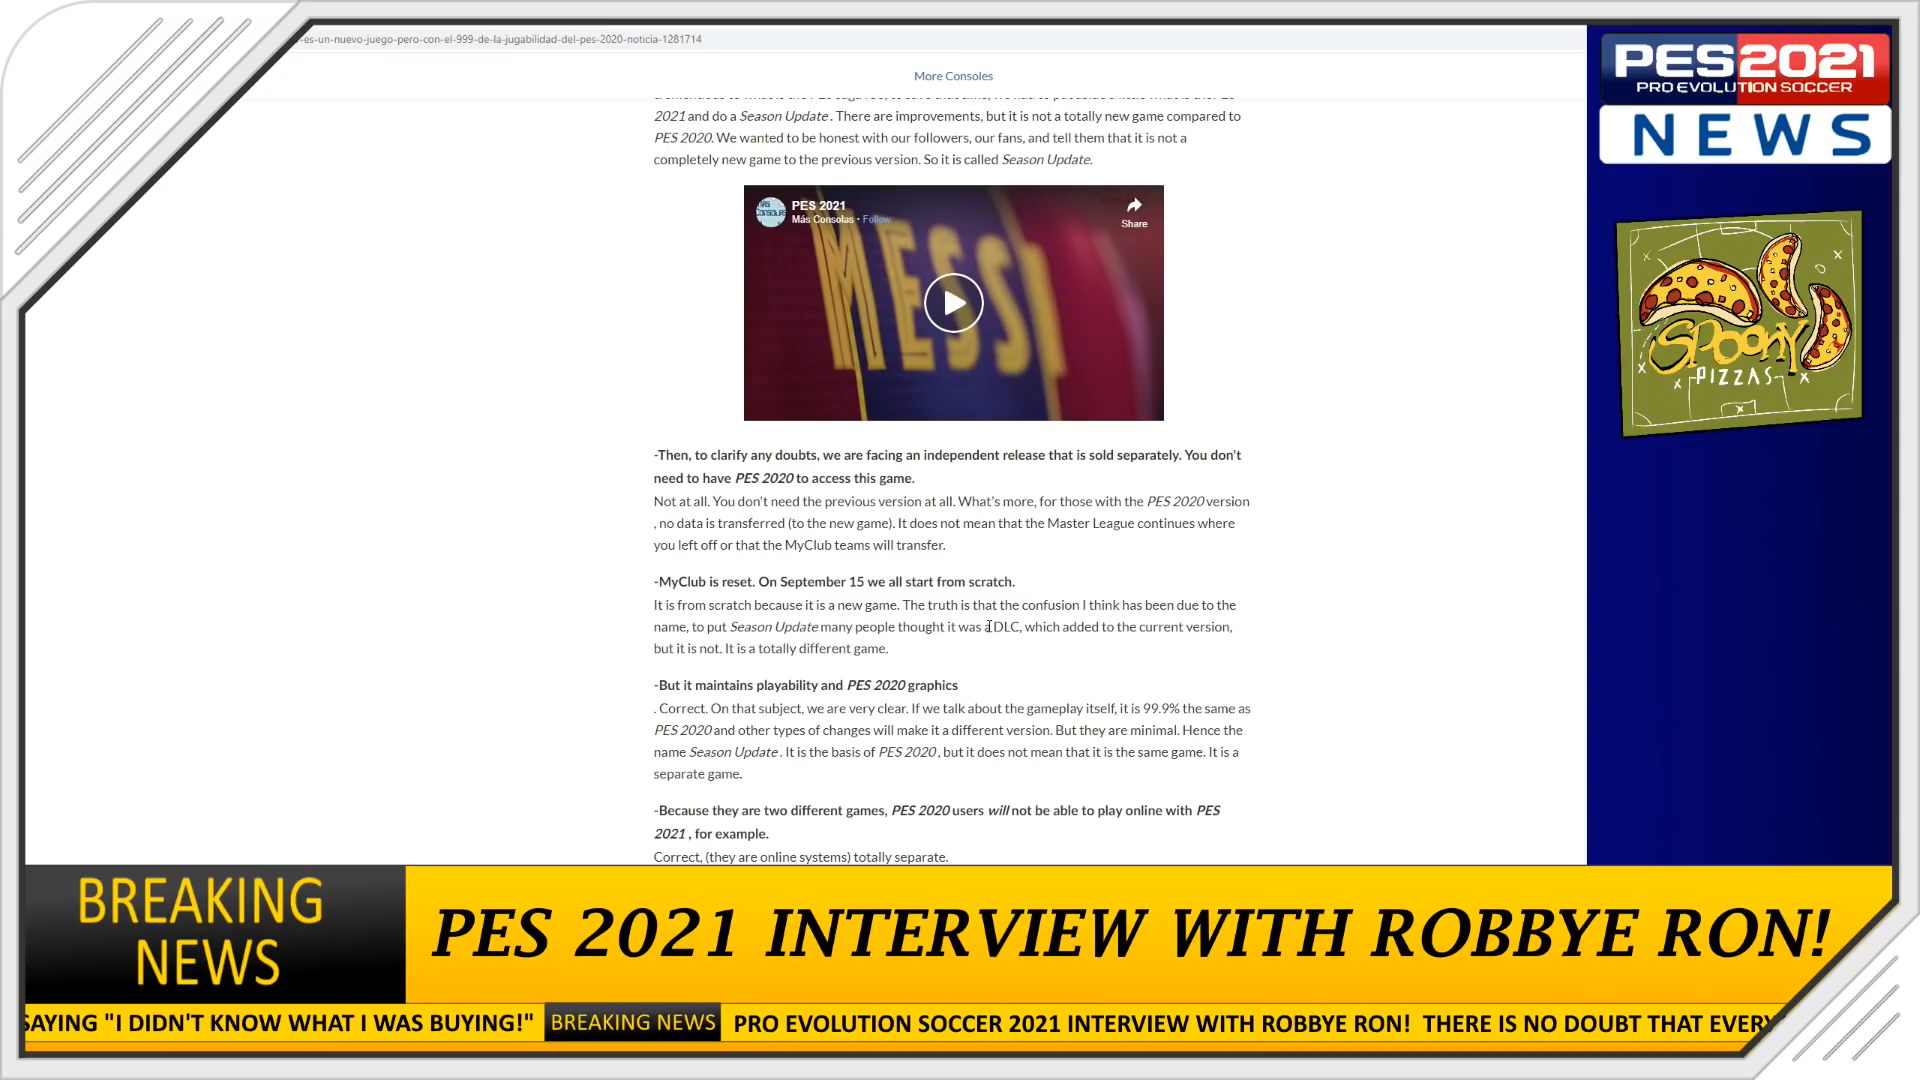 -es-un-nuevo-juego-pero-con-el-999-de-la-jugabilidad-del-pes-2020-noticia-1281714
More Consoles
2021 and do a Season Update . There are improvements, but it is not a totally new game compared to
PES 2020. We wanted to be honest with our followers, our fans, and tell them that it is not a
completely new game to the previous version. So it is called Season Update.
PES 2021
Más Consolas · Follow
Share
MESSI
-Then, to clarify any doubts, we are facing an independent release that is sold separately. You don't
need to have PES 2020 to access this game.
Not at all. You don't need the previous version at all. What's more, for those with the PES 2020 version
, no data is transferred (to the new game). It does not mean that the Master League continues where
you left off or that the MyClub teams will transfer.
-MyClub is reset. On September 15 we all start from scratch.
It is from scratch because it is a new game. The truth is that the confusion I think has been due to the
name, to put Season Update many people thought it was a DLC, which added to the current version,
but it is not. It is a totally different game.
-But it maintains playability and PES 2020 graphics
. Correct. On that subject, we are very clear. If we talk about the gameplay itself, it is 99.9% the same as
PES 2020 and other types of changes will make it a different version. But they are minimal. Hence the
name Season Update . It is the basis of PES 2020 , but it does not mean that it is the same game. It is a
separate game.
-Because they are two different games, PES 2020 users will not be able to play online with PES
2021 , for example.
Correct, (they are online systems) totally separate.
PES2021
PRO EVOLUTION SOCCER
NEWS
SPOONY
PIZZAS
BREAKING
NEWS
PES 2021 INTERVIEW WITH ROBBYE RON!
SAYING "I DIDN'T KNOW WHAT I WAS BUYING!" BREAKING NEWS PRO EVOLUTION SOCCER 2021 INTERVIEW WITH ROBBYE RON! THERE IS NO DOUBT THAT EVERY